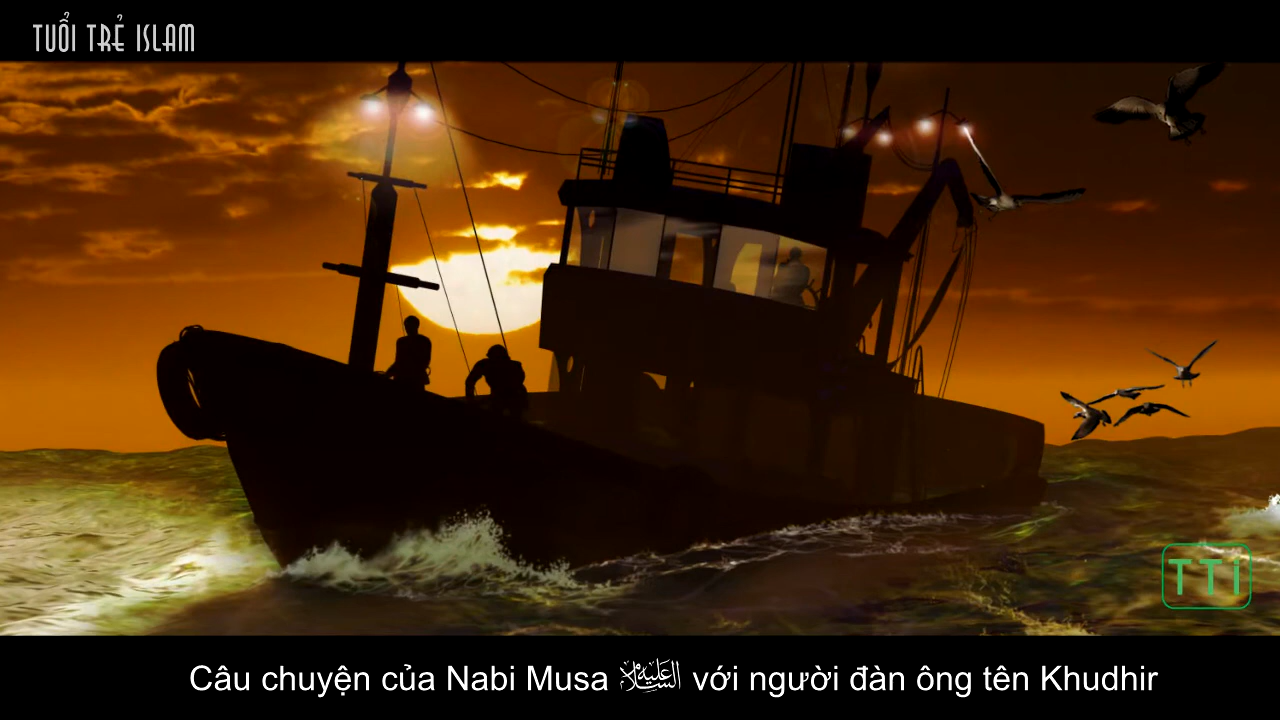 TUỔI TRẺ ISLAM
TTi
Câu chuyện của Nabi Musa عليه السلام với người đàn ông tên Khudhir